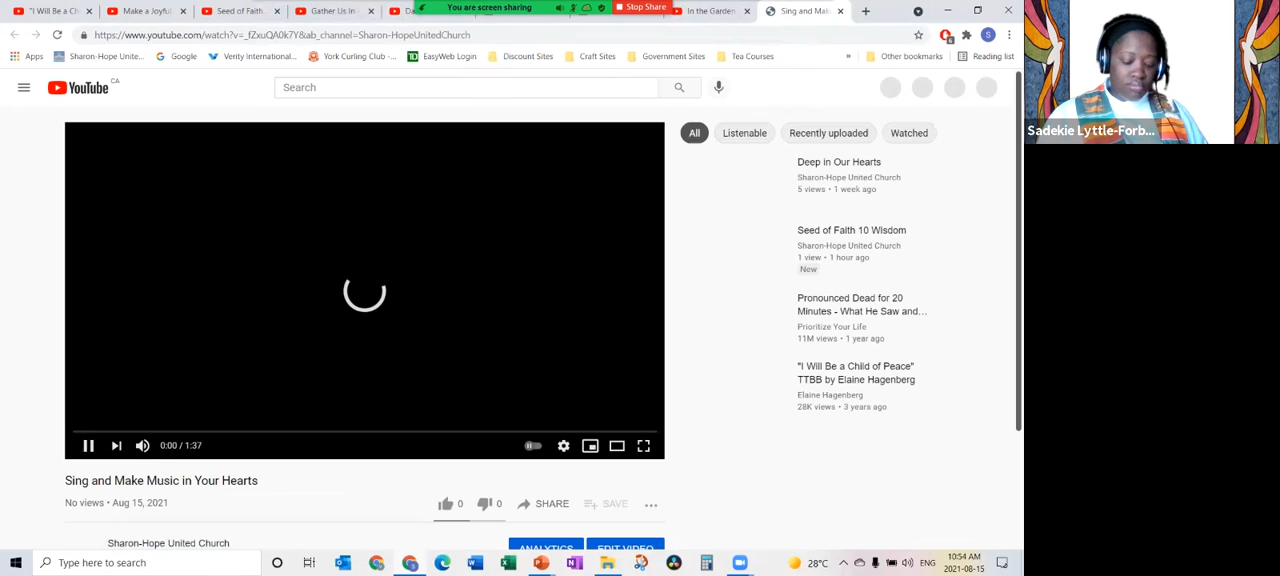 "I Will Be a Ch
Make a Joyful
Seed of Faith
Gather Us In
Da
You are screen sharing
Stop Share
In the Garden
Sing and Mak
https://www.youtube.com/watch?v=_fZxuQA0k7Y&ab_channel=Sharon-HopeUnitedChurch
S
Apps
Sharon-Hope Unite...
Google
Verity International...
York Curling Club -...
EasyWeb Login
Discount Sites
Craft Sites
Government Sites
Tea Courses
»
Other bookmarks
Reading list
YouTube CA
Search
All
Listenable
Recently uploaded
Watched
Deep in Our Hearts
Sharon-Hope United Church
5 views • 1 week ago
Seed of Faith 10 Wisdom
Sharon-Hope United Church
1 view • 1 hour ago
New
Pronounced Dead for 20
Minutes - What He Saw and...
Prioritize Your Life
11M views • 1 year ago
"I Will Be a Child of Peace"
TTBB by Elaine Hagenberg
Elaine Hagenberg
28K views • 3 years ago
0:00 / 1:37
Sing and Make Music in Your Hearts
No views • Aug 15, 2021
0
0
SHARE
SAVE
Sharon-Hope United Church
ANALYTICS
EDIT VIDEO
Sadekie Lyttle-Forb...
Type here to search
28°C
ENG
10:54 AM
2021-08-15